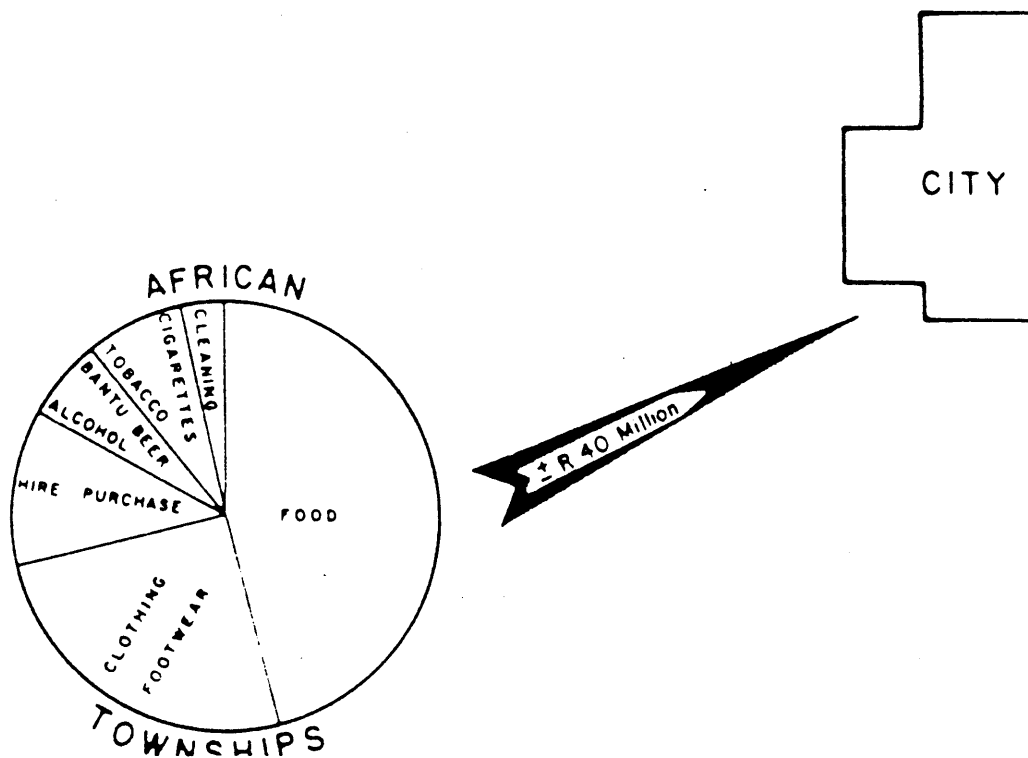 CITY
AFRICAN
CLEANING
CIGARETTES
TOBACCO
BANTU BEER
ALCOHOL
HIRE PURCHASE
FOOD
± R 40 Million
CLOTHING
FOOTWEAR
TOWNSHIPS